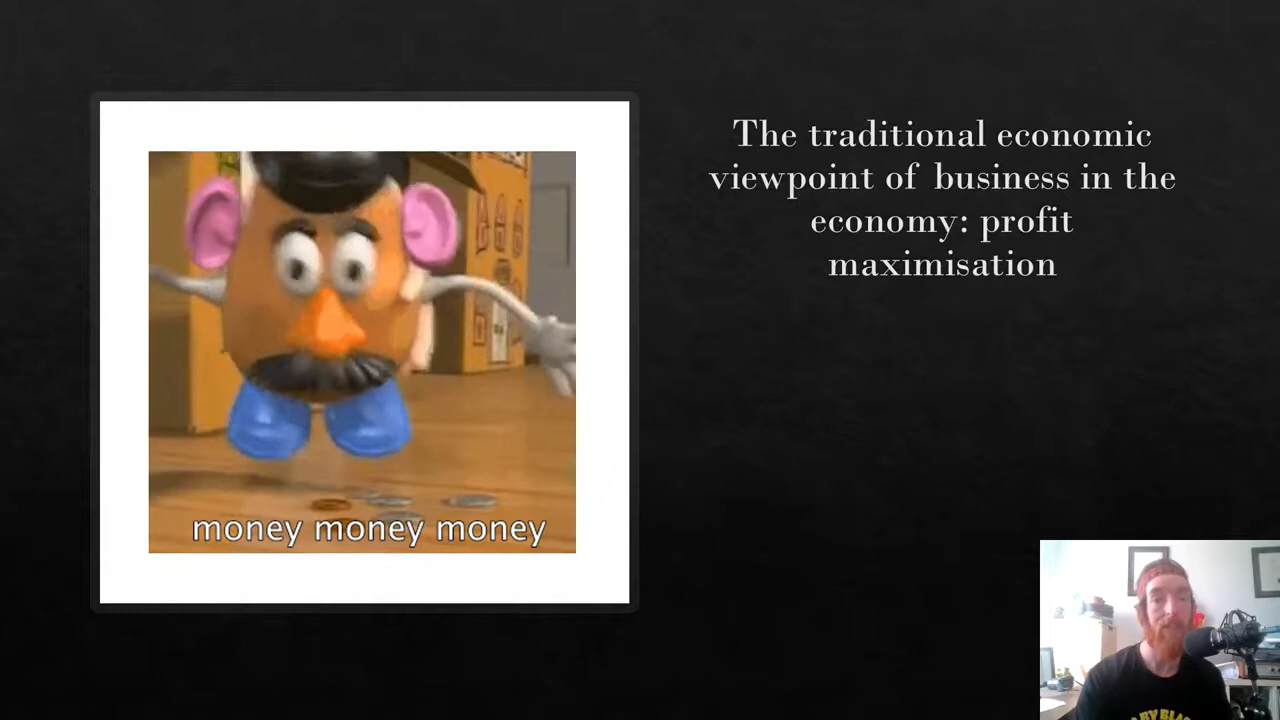 The traditional economic
viewpoint of business in the
economy: profit
maximisation
money money money